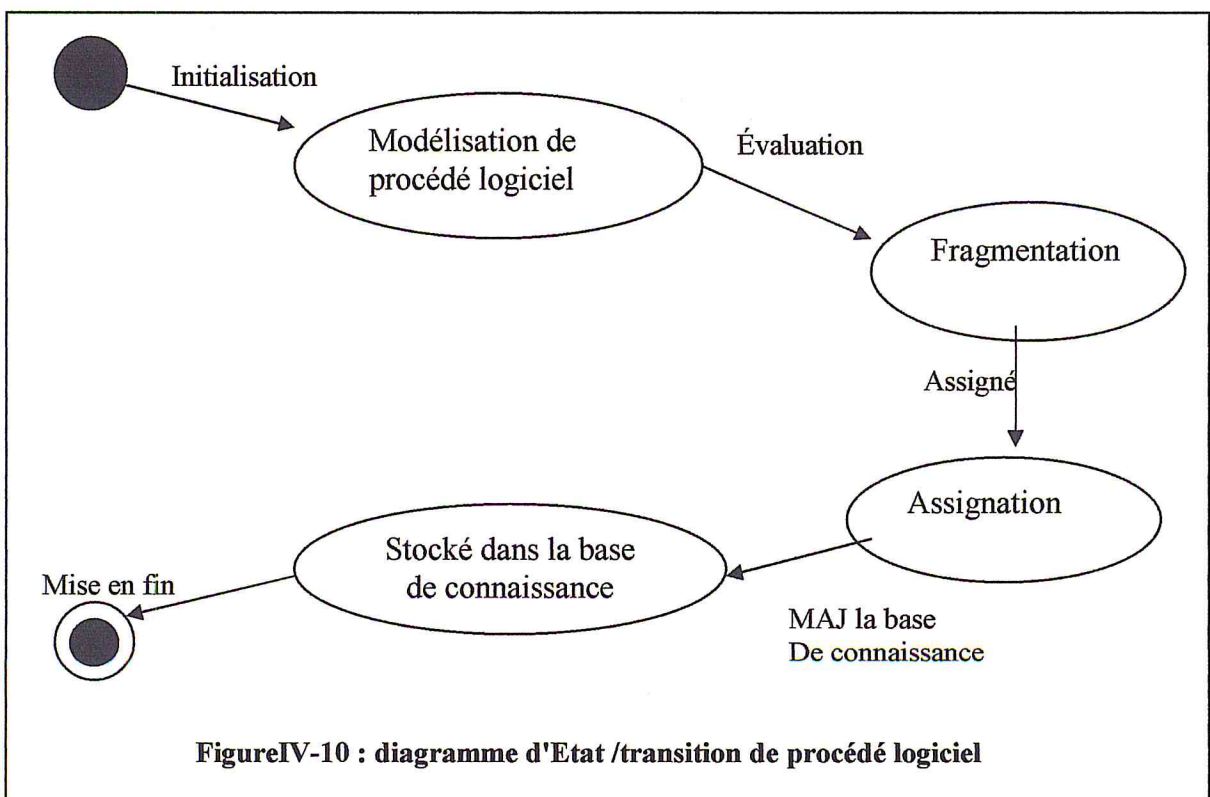 Initialisation
Modélisation de
procédé logiciel
Évaluation
Fragmentation
Assigné
Assignation
Stocké dans la base
de connaissance
Mise en fin
MAJ la base
De connaissance
FigureIV-10 : diagramme d'Etat /transition de procédé logiciel